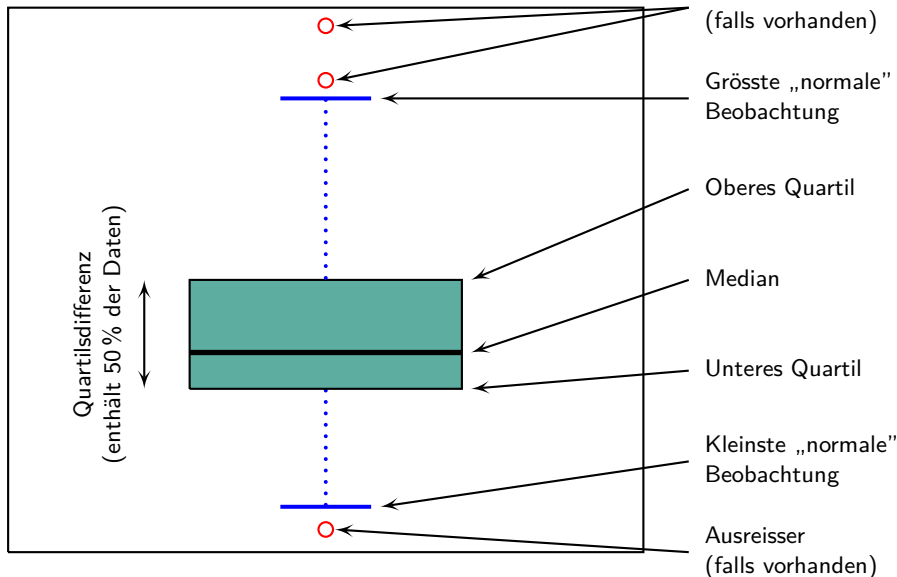 (falls vorhanden)
Grösste „normale”
Beobachtung
Oberes Quartil
Median
Unteres Quartil
Kleinste „normale”
Beobachtung
Ausreisser
(falls vorhanden)
Quartilsdifferenz
(enthält 50 % der Daten)